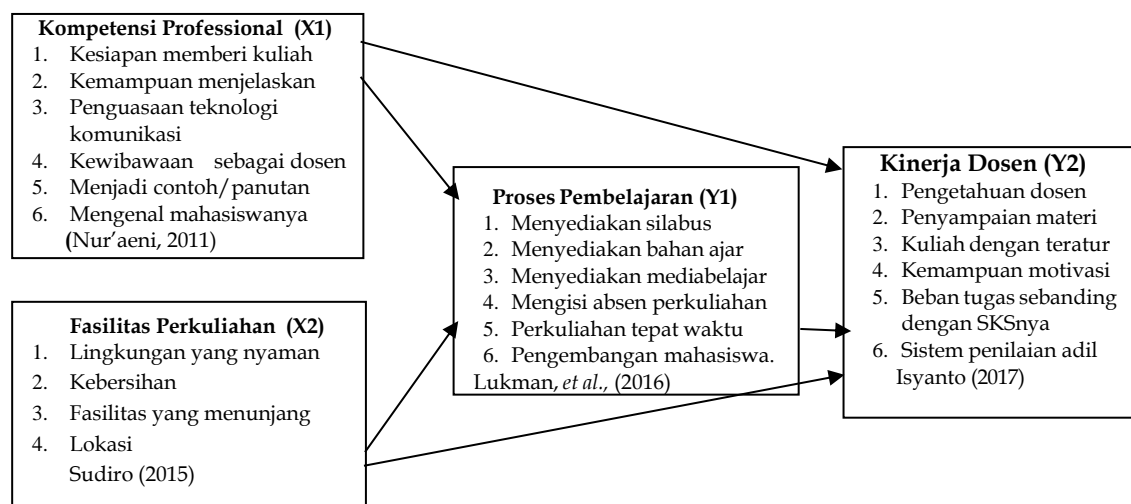 Kompetensi Professional (X1)
1. Kesiapan memberi kuliah
2. Kemampuan menjelaskan
3. Penguasaan teknologi
komunikasi
4. Kewibawaan sebagai dosen
5. Menjadi contoh/panutan
6. Mengenal mahasiswanya
(Nur'aeni, 2011)
Fasilitas Perkuliahan (X2)
1. Lingkungan yang nyaman
2. Kebersihan
3. Fasilitas yang menunjang
4. Lokasi
Sudiro (2015)
Proses Pembelajaran (Y1)
1. Menyediakan silabus
2. Menyediakan bahan ajar
3. Menyediakan mediabelajar
4. Mengisi absen perkuliahan
5. Perkuliahan tepat waktu
6. Pengembangan mahasiswa.
Lukman, et al., (2016)
Kinerja Dosen (Y2)
1. Pengetahuan dosen
2. Penyampaian materi
3. Kuliah dengan teratur
4. Kemampuan motivasi
5. Beban tugas sebanding
dengan SKSnya
6. Sistem penilaian adil
Isyanto (2017)